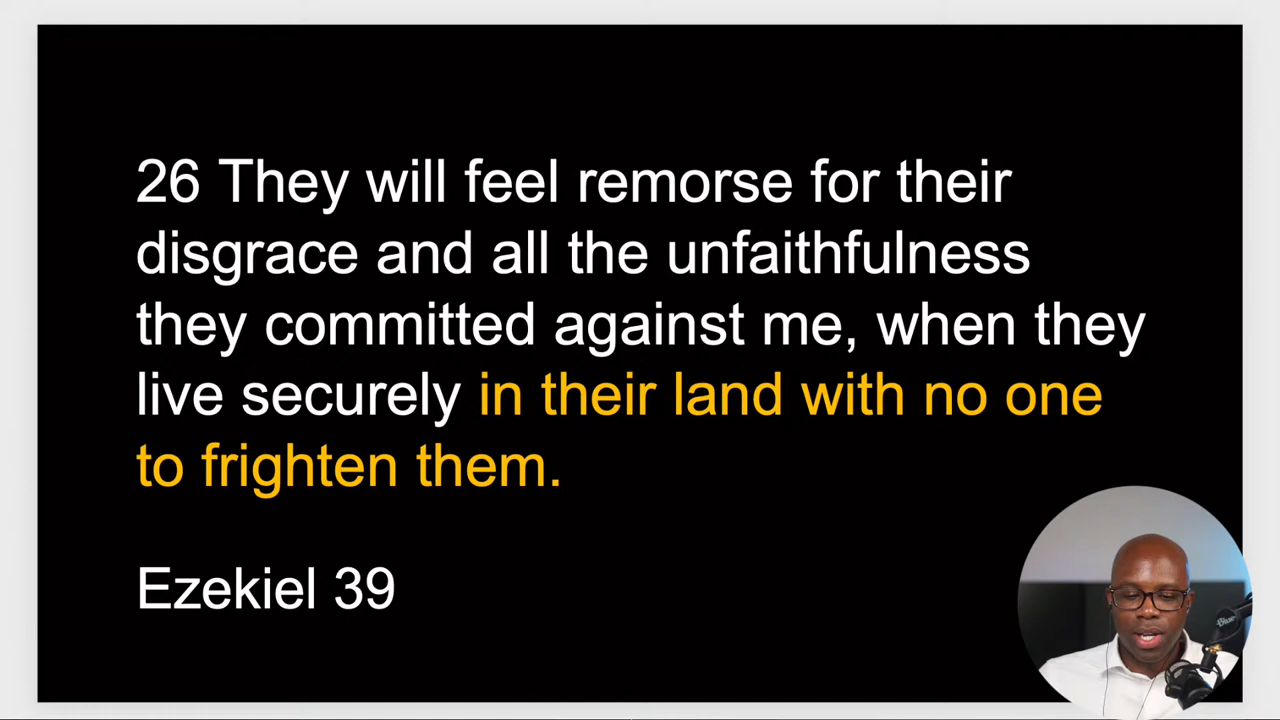 26 They will feel remorse for their
disgrace and all the unfaithfulness
they committed against me, when they
live securely in their land with no one
to frighten them.
Ezekiel 39
Blue